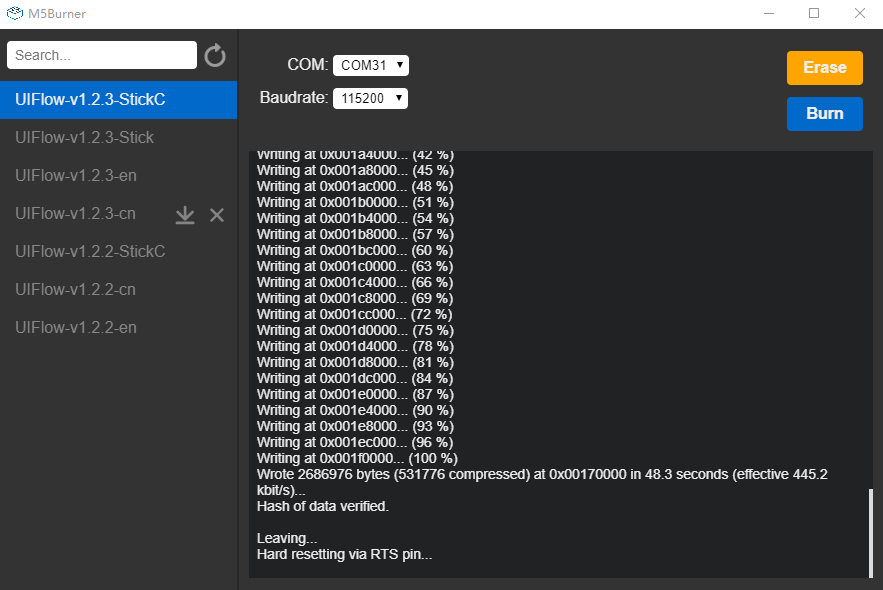 M5Burner
Search...
UIFlow-v1.2.3-StickC
UIFlow-v1.2.3-Stick
UIFlow-v1.2.3-en
UIFlow-v1.2.3-cn
UIFlow-v1.2.2-StickC
UIFlow-v1.2.2-cn
UIFlow-v1.2.2-en
COM: COM31
Baudrate: 115200
Erase
Burn
Writing at 0x001a4000... (42 %)
Writing at 0x001a8000... (45 %)
Writing at 0x001ac000... (48 %)
Writing at 0x001b0000... (51 %)
Writing at 0x001b4000... (54 %)
Writing at 0x001b8000... (57 %)
Writing at 0x001bc000... (60 %)
Writing at 0x001c0000... (63 %)
Writing at 0x001c4000... (66 %)
Writing at 0x001c8000... (69 %)
Writing at 0x001cc000... (72 %)
Writing at 0x001d0000... (75 %)
Writing at 0x001d4000... (78 %)
Writing at 0x001d8000... (81 %)
Writing at 0x001dc000... (84 %)
Writing at 0x001e0000... (87 %)
Writing at 0x001e4000... (90 %)
Writing at 0x001e8000... (93 %)
Writing at 0x001ec000... (96 %)
Writing at 0x001f0000... (100 %)
Wrote 2686976 bytes (531776 compressed) at 0x00170000 in 48.3 seconds (effective 445.2
kbit/s)...
Hash of data verified.
Leaving...
Hard resetting via RTS pin...